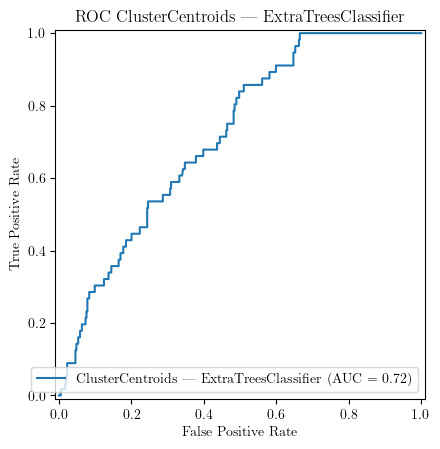 ROC ClusterCentroids — ExtraTreesClassifier
1.0
0.8
0.6
0.4
0.2
0.0
True Positive Rate
ClusterCentroids — ExtraTreesClassifier (AUC = 0.72)
0.0 0.2 0.4 0.6 0.8 1.0
False Positive Rate